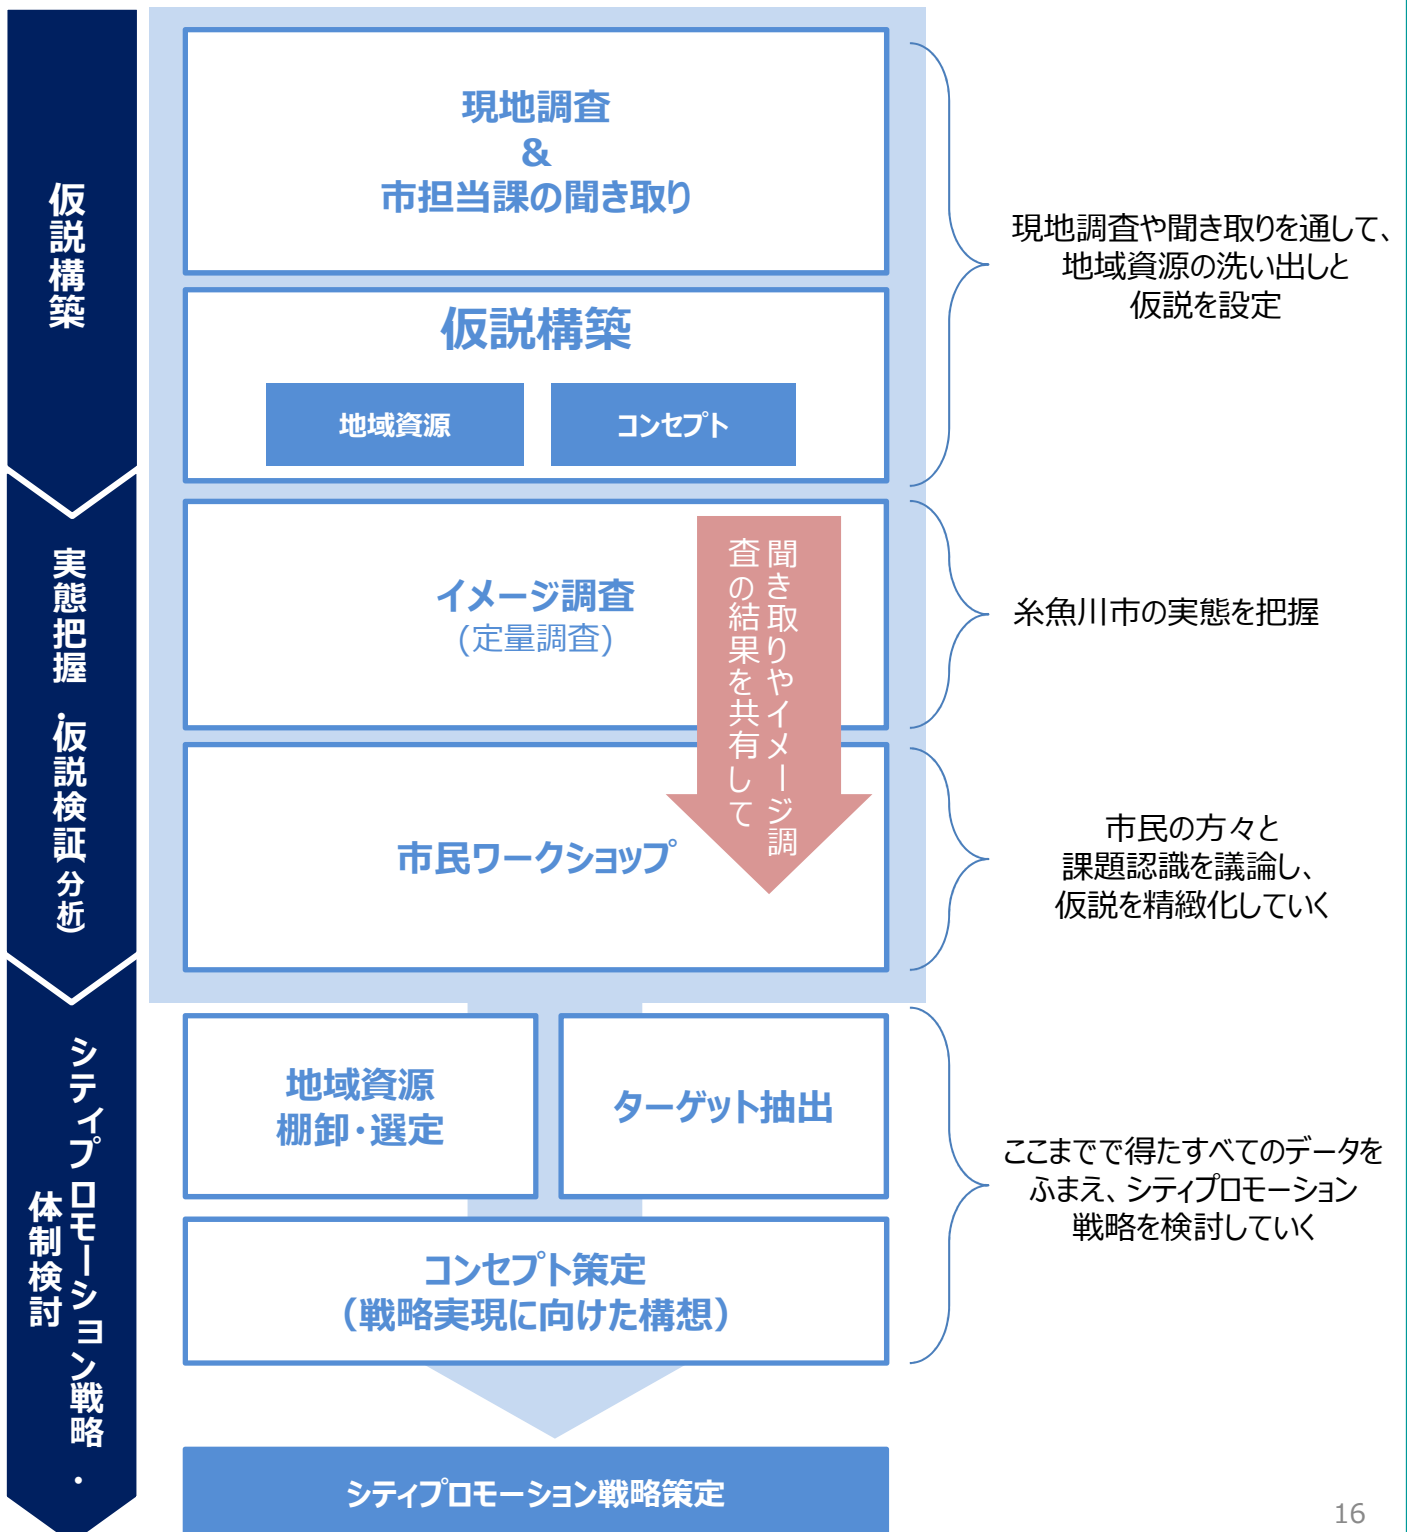 仮説構築
現地調査
&
市担当課の聞き取り
仮説構築
地域資源
コンセプト
現地調査や聞き取りを通して、
地域資源の洗い出しと
仮説を設定
実態把握・仮説検証(分析)
イメージ調査
(定量調査)
聞き取りやイメージ調
査の結果を共有して
糸魚川市の実態を把握
市民ワークショップ
市民の方々と
課題認識を議論し、
仮説を精緻化していく
シティプロモーション戦略・
体制検討
地域資源
棚卸・選定
ターゲット抽出
コンセプト策定
(戦略実現に向けた構想)
ここまでで得たすべてのデータを
ふまえ、シティプロモーション
戦略を検討していく
シティプロモーション戦略策定
16